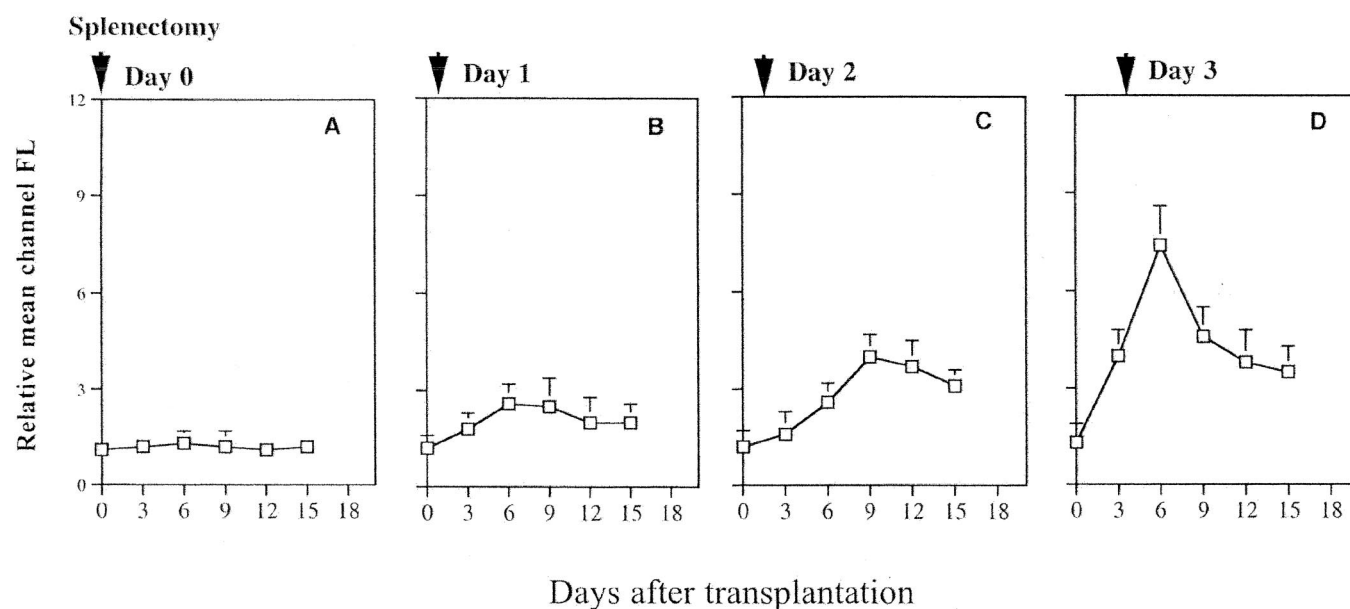 Splenectomy
Day 0
Day 1
Day 2
Day 3
12
9
6
3
0
A
B
C
D
Relative mean channel FL
0 3 6 9 12 15 18
0 3 6 9 12 15 18
0 3 6 9 12 15 18
0 3 6 9 12 15 18
Days after transplantation